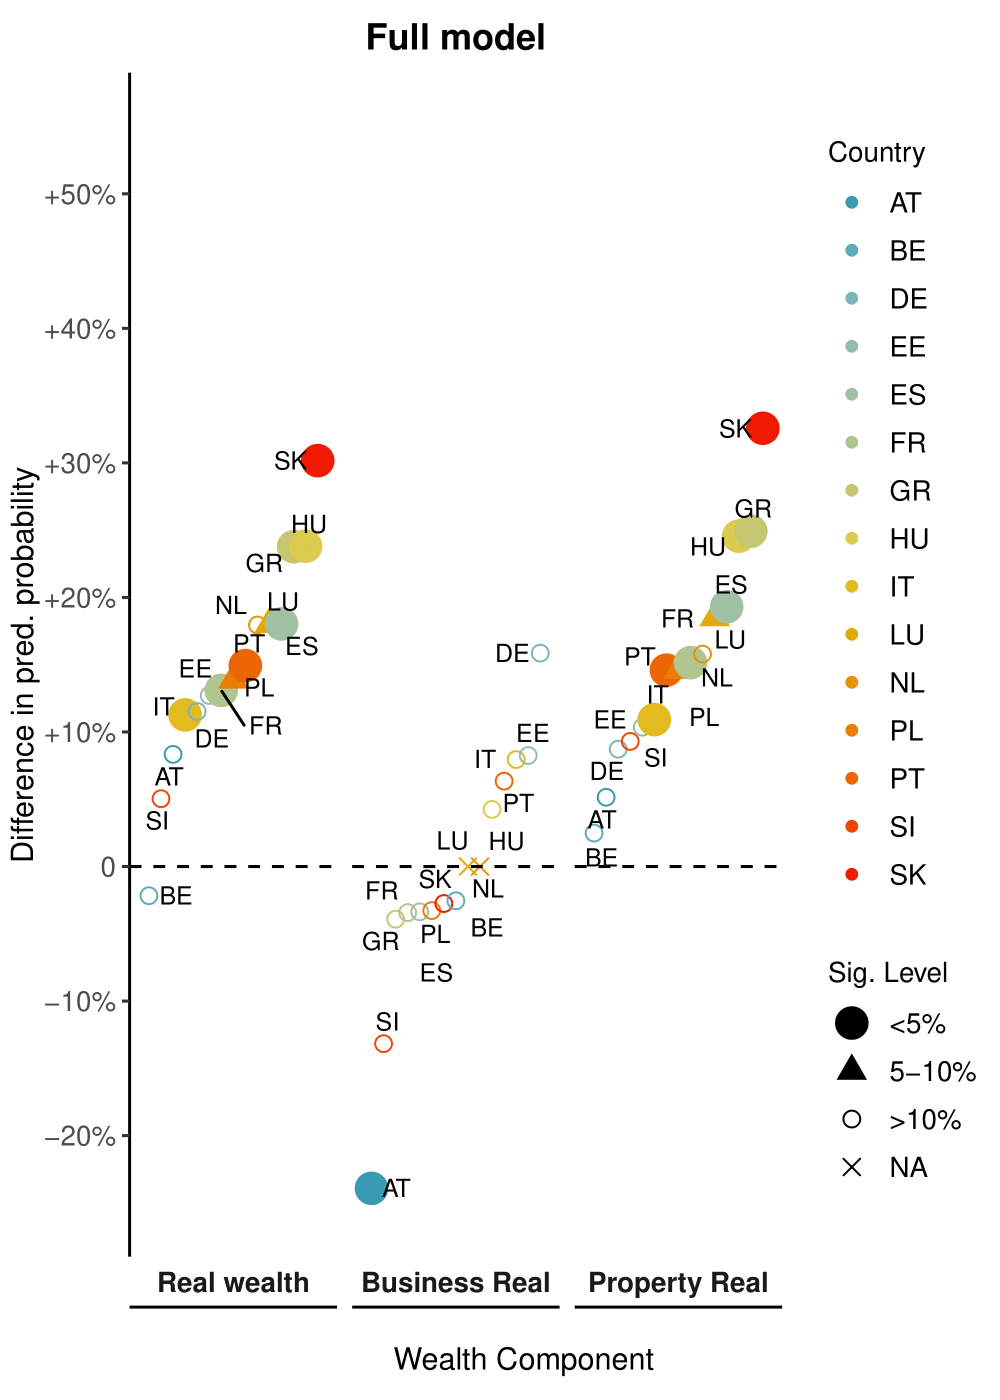 Full model
Difference in pred. probability
+50%
+40%
+30%
+20%
+10%
0
−10%
−20%
SK
HU
GR
NL
LU
ES
PT
EE
PL
IT
FR
DE
AT
SI
BE
DE
EE
IT
PT
LU
HU
SK
FR
NL
BE
GR
PL
ES
SI
AT
SK
GR
HU
ES
FR
LU
PT
NL
IT
PL
EE
SI
DE
AT
BE
Real wealth
Business Real
Property Real
Wealth Component
Country
AT
BE
DE
EE
ES
FR
GR
HU
IT
LU
NL
PL
PT
SI
SK
Sig. Level
<5%
5−10%
>10%
NA